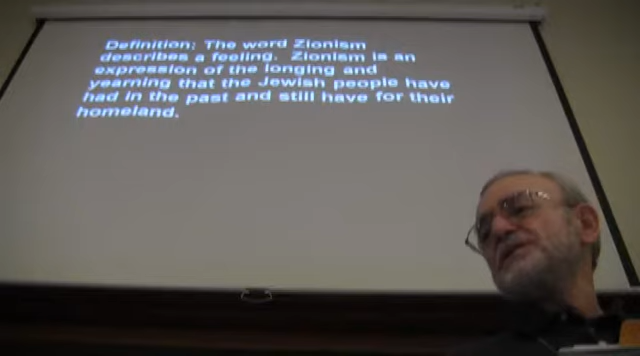 Definition: The word Zionism
describes a feeling. Zionism is an
expression of the longing and
yearning that the Jewish people have
had in the past and still have for their
homeland.